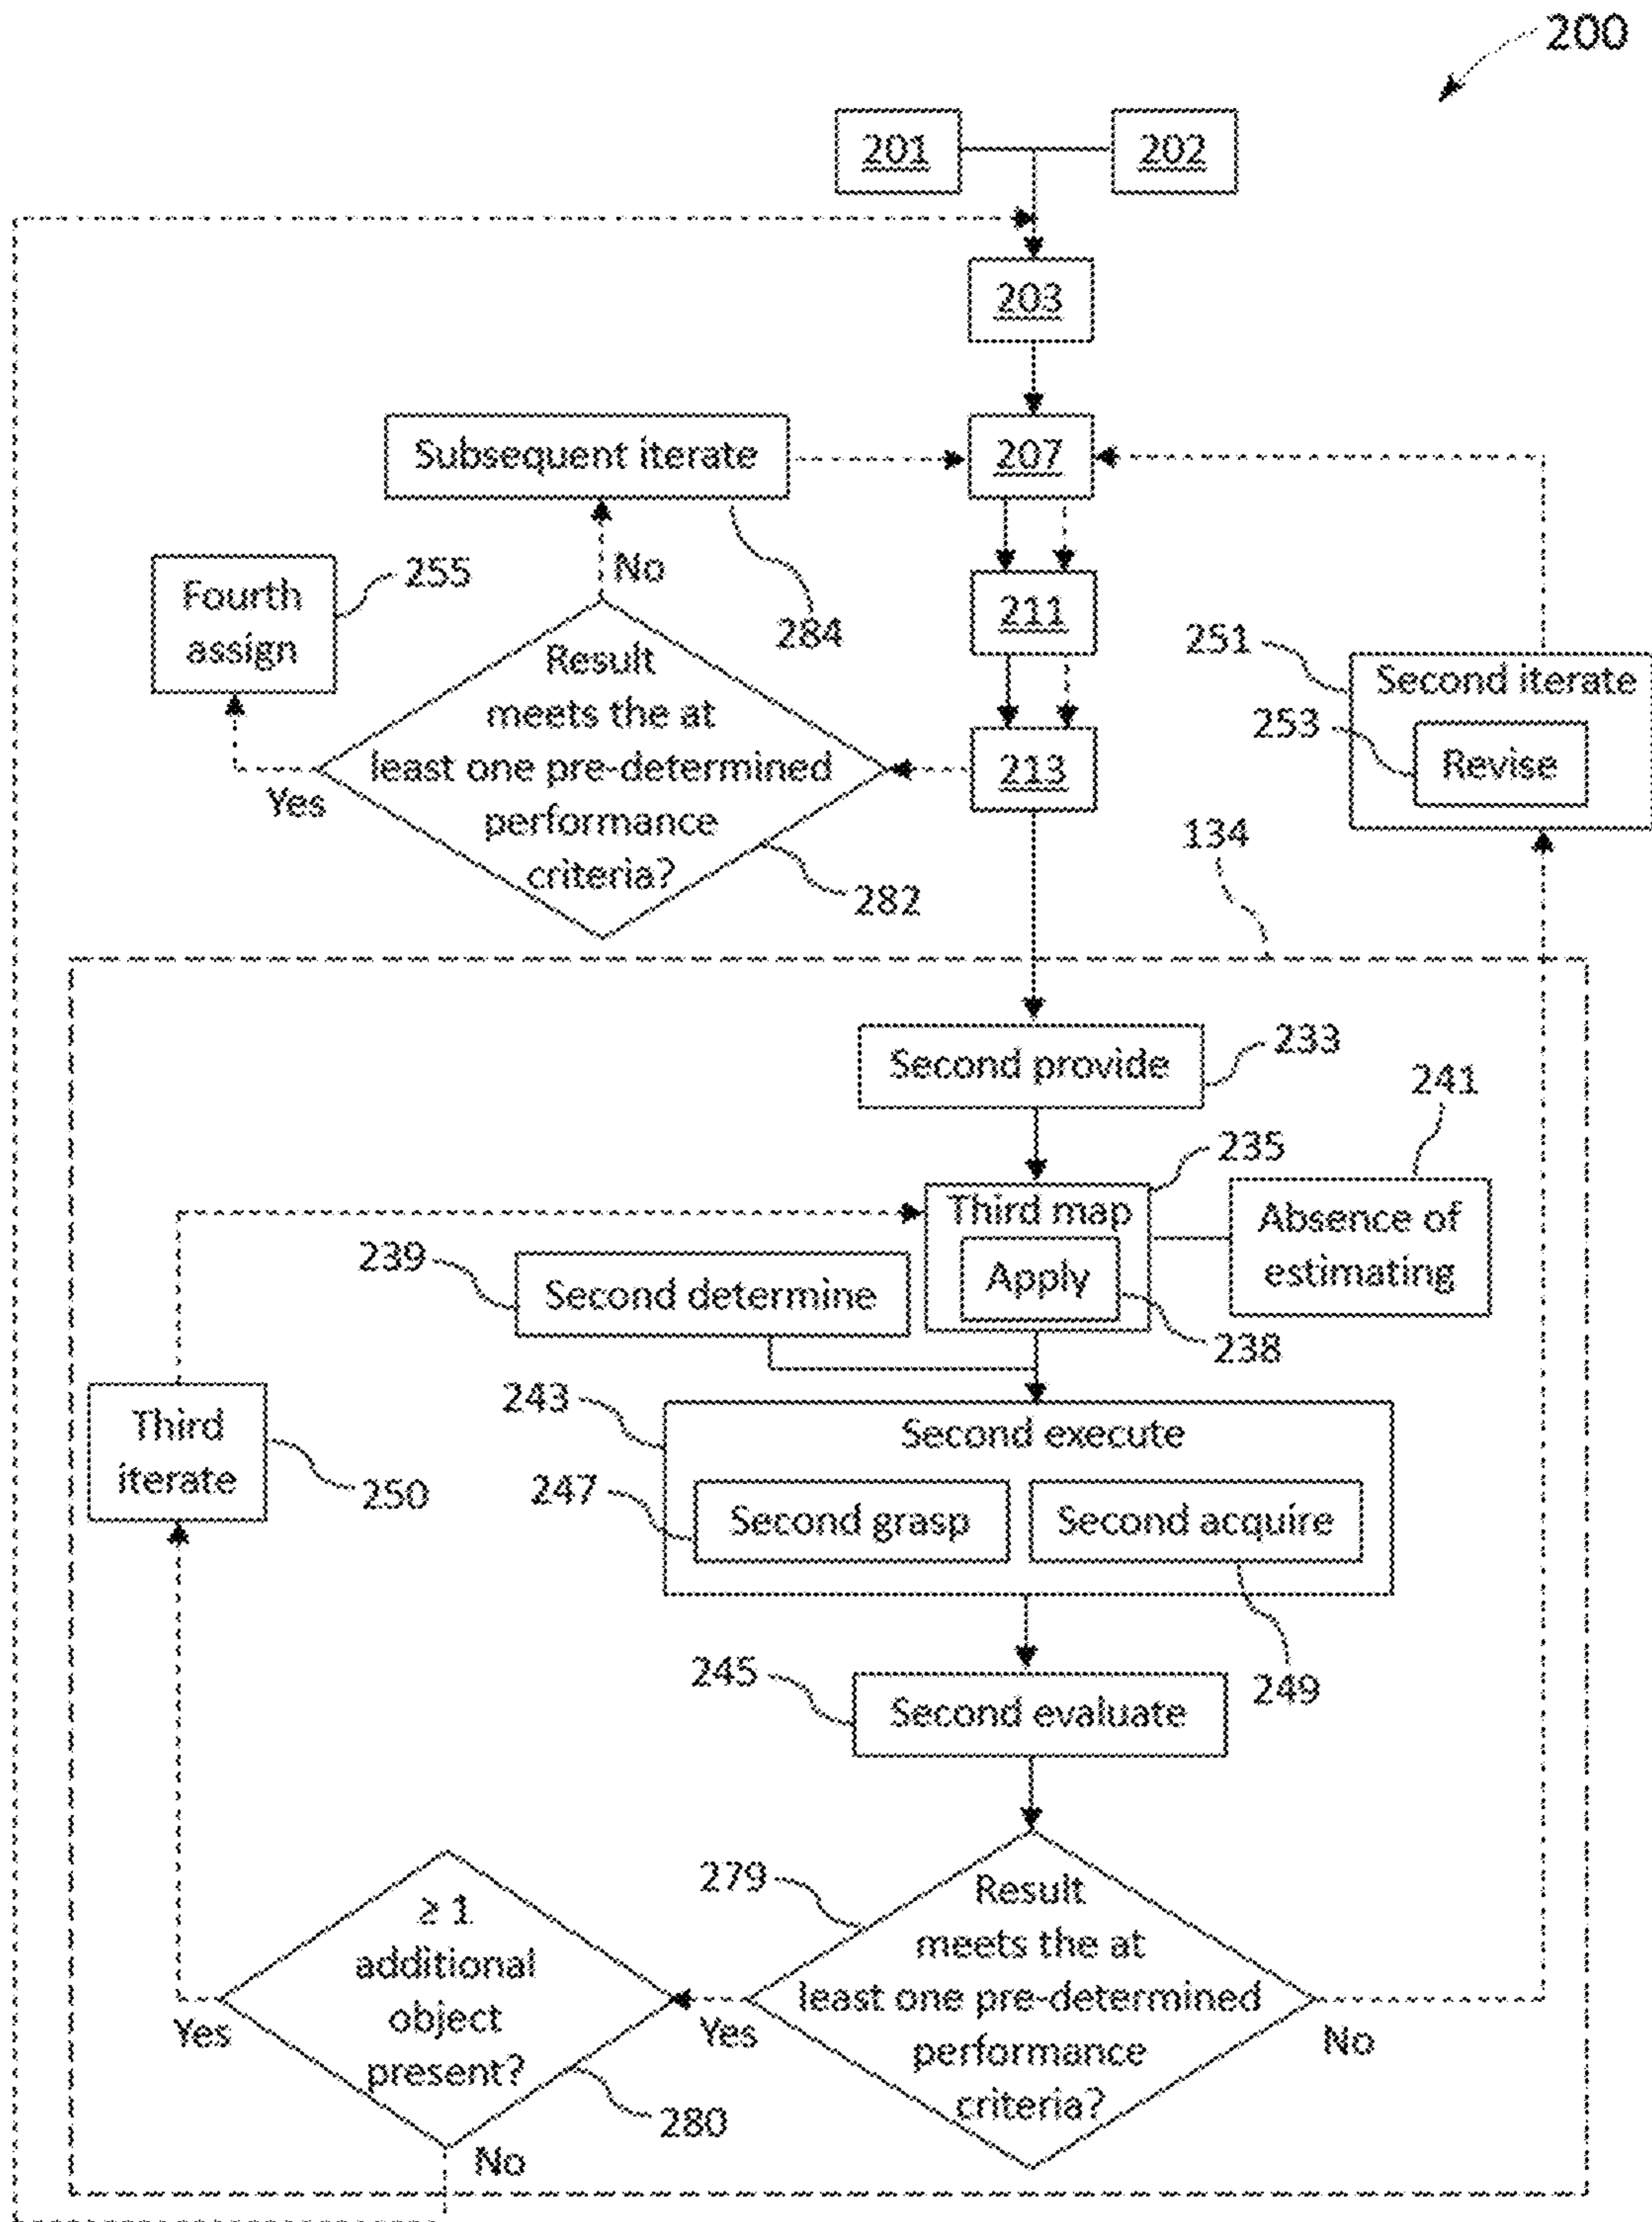 200
201
202
203
Subsequent iterate
207
Fourth
assign
255
No
284
211
251
Second iterate
253
Revise
Result
meets the at
least one pre-determined
performance
criteria?
213
Yes
282
134
Second provide
233
241
235
Third map
Absence of
estimating
239
Second determine
Apply
238
243
Second execute
Third
iterate
250
247
Second grasp
Second acquire
245
Second evaluate
249
279
≥ 1
additional
object
present?
Result
meets the at
least one pre-determined
performance
criteria?
Yes
Yes
No
280
No